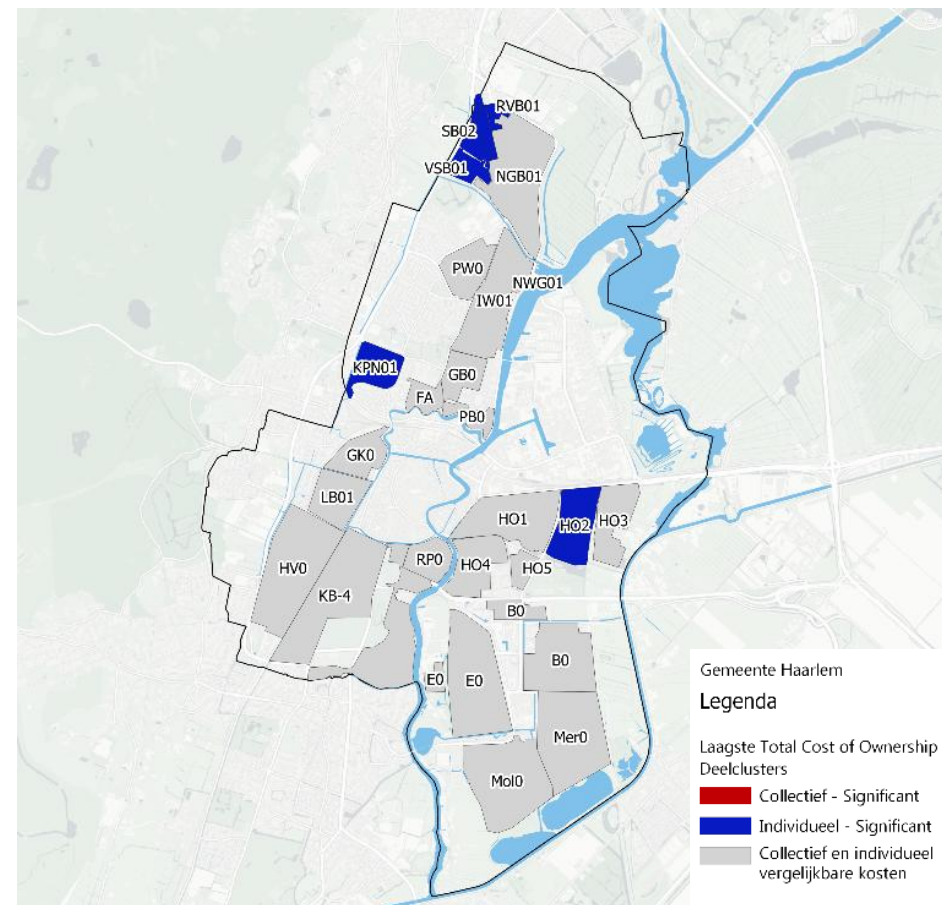 RVB01
SB02
VSB01
NGB01
PW0
NWG01
IW01
KPN01
GB0
FA
PB0
GK0
LB01
HO1
HO2
HO3
HV0
RP0
HO4
HO5
KB-4
B0
B0
E0
E0
Mer0
Mol0
Gemeente Haarlem
Legenda
Laagste Total Cost of Ownership
Deelclusters
Collectief - Significant
Individueel - Significant
Collectief en individueel
vergelijkbare kosten